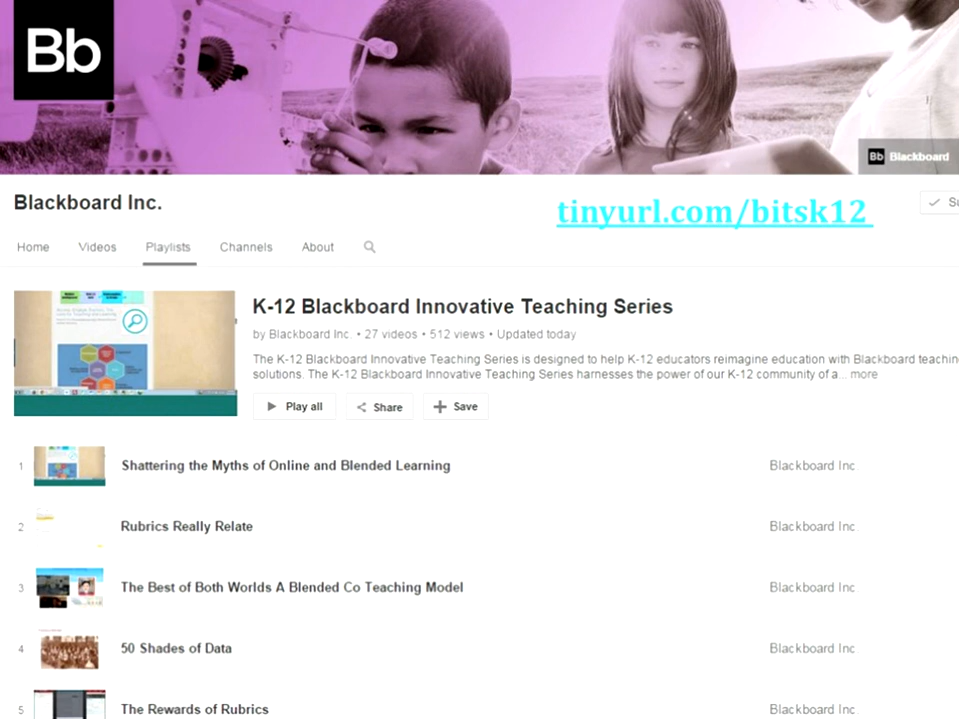 Bb
Bb Blackboard
Blackboard Inc.
tinyurl.com/bitsk12
Home Videos Playlists Channels About
K-12 Blackboard Innovative Teaching Series
by Blackboard Inc. • 27 videos • 512 views • Updated today
The K-12 Blackboard Innovative Teaching Series is designed to help K-12 educators reimagine education with Blackboard
solutions. The K-12 Blackboard Innovative Teaching Series harnesses the power of our K-12 community of a... more
Play all Share Save
1 Shattering the Myths of Online and Blended Learning Blackboard Inc.
2 Rubrics Really Relate Blackboard Inc.
3 The Best of Both Worlds A Blended Co Teaching Model Blackboard Inc.
4 50 Shades of Data Blackboard Inc.
5 The Rewards of Rubrics Blackboard Inc.